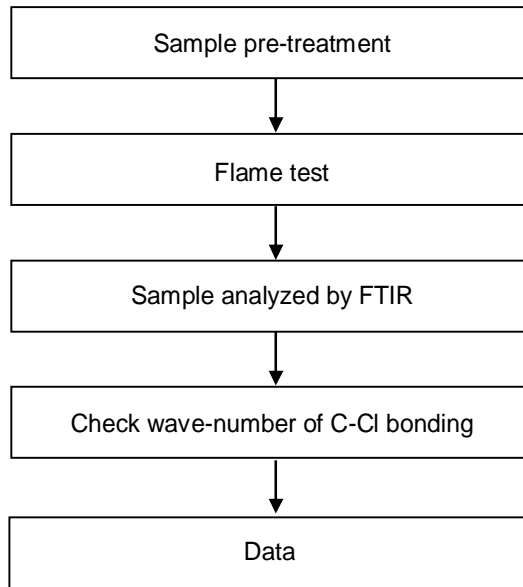 Sample pre-treatment
Flame test
Sample analyzed by FTIR
Check wave-number of C-Cl bonding
Data